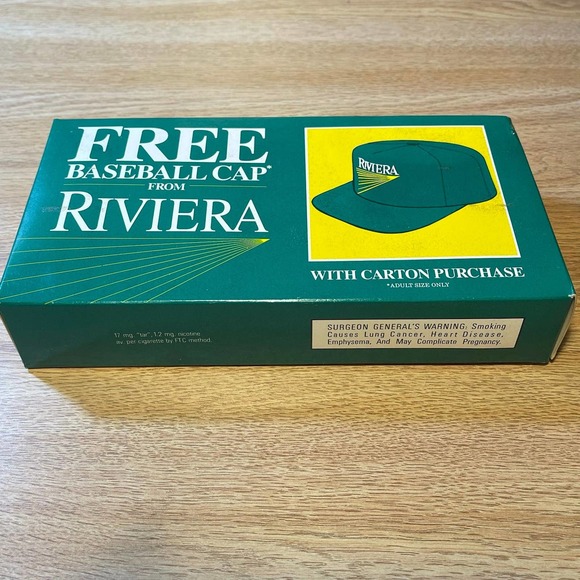 FREE
BASEBALL CAP*
FROM
RIVIERA
RIVIERA
WITH CARTON PURCHASE
*ADULT SIZE ONLY
17 mg. "tar", 1.2 mg. nicotine
av. per cigarette by FTC method.
SURGEON GENERAL'S WARNING: Smoking
Causes Lung Cancer, Heart Disease,
Emphysema, And May Complicate Pregnancy.